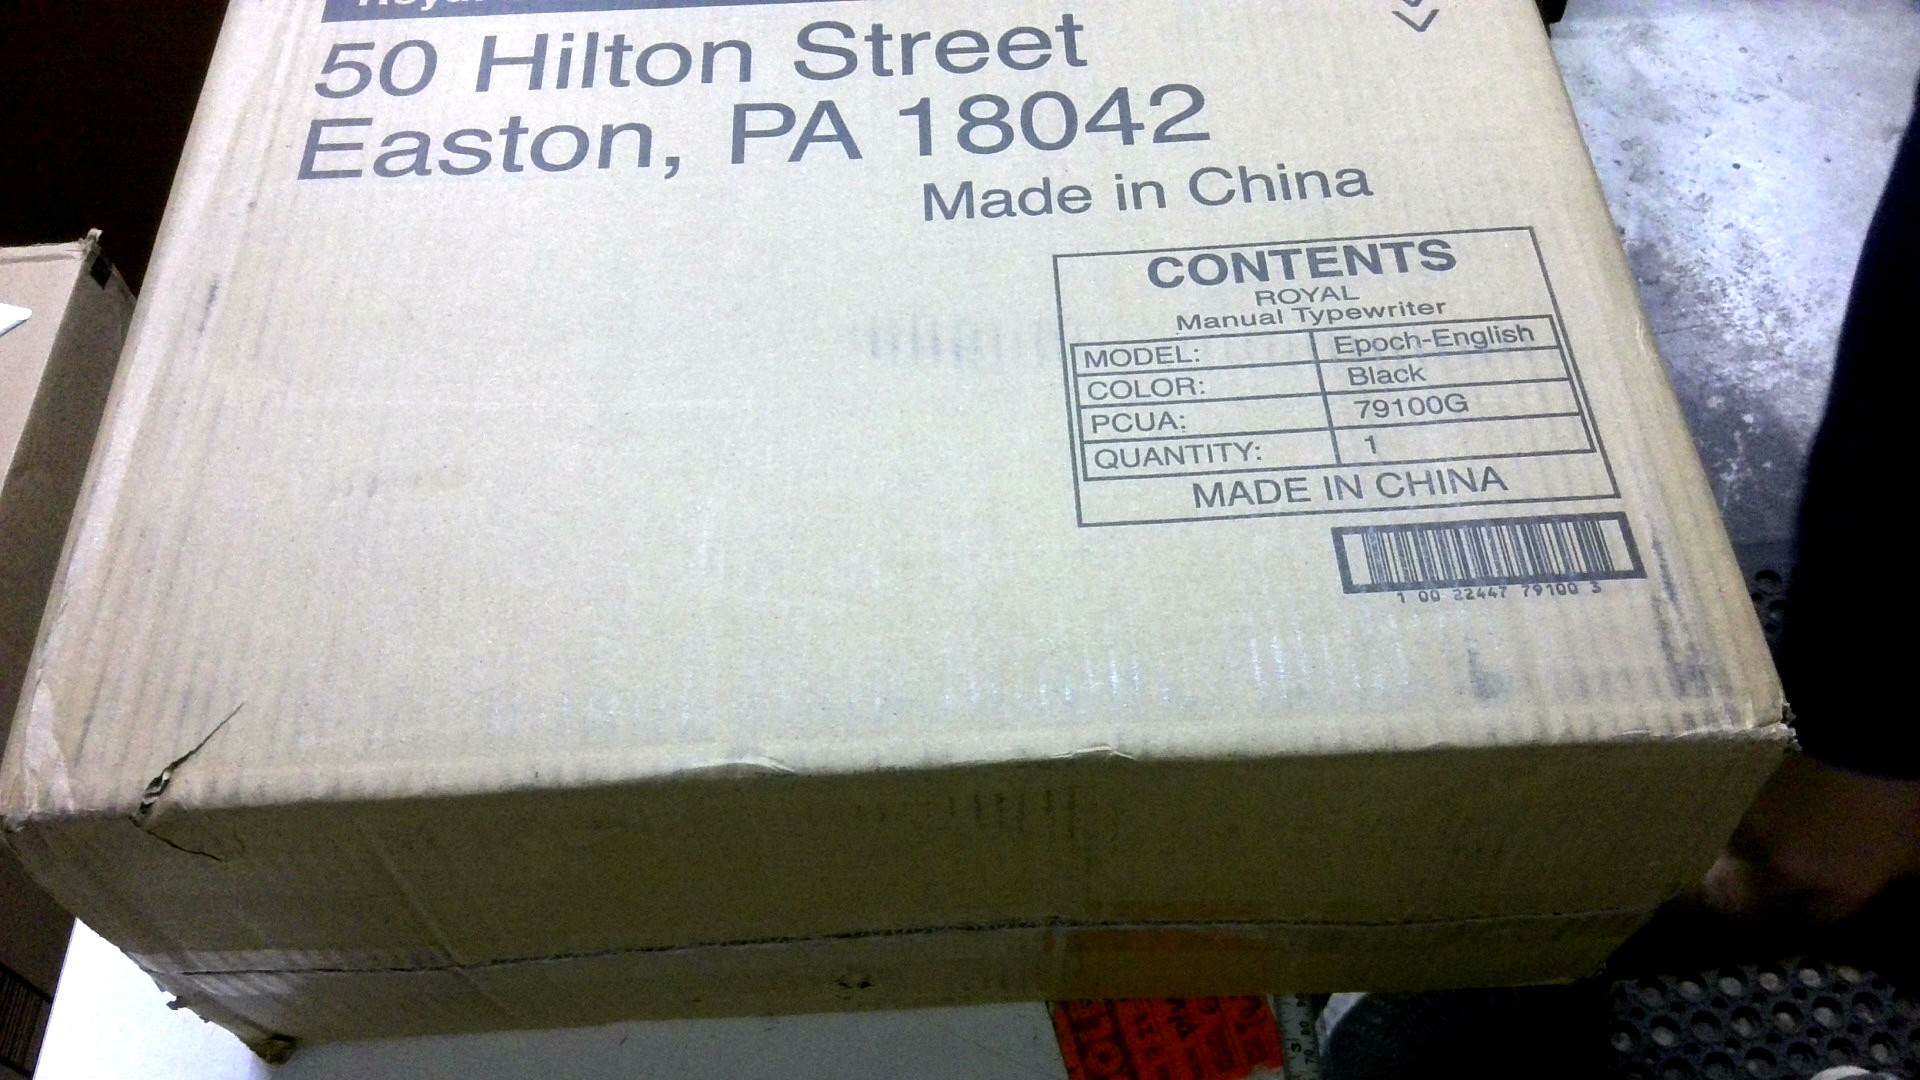 50 Hilton Street
Easton, PA 18042
Made in China
CONTENTS
ROYAL
Manual Typewriter
MODEL: Epoch-English
COLOR: Black
PCUA: 79100G
QUANTITY: 1
MADE IN CHINA
1 00 22447 79100 3